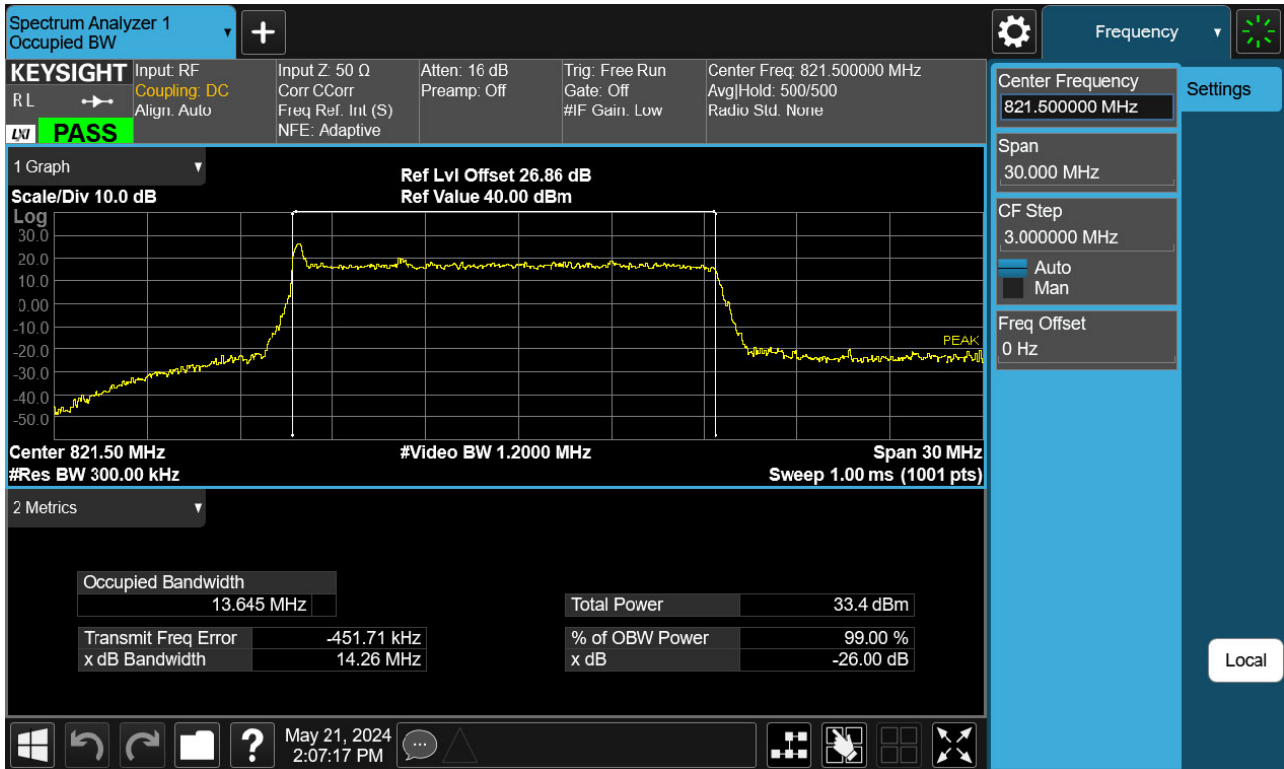 Spectrum Analyzer 1
Occupied BW
+
Frequency
KEYSIGHT
RL
LXI
PASS
Input: RF
Coupling: DC
Align: Auto
Input Z: 50 Ω
Corr CCorr
Freq Ref: Int (S)
NFE: Adaptive
Atten: 16 dB
Preamp: Off
Trig: Free Run
Gate: Off
#IF Gain: Low
Center Freq: 821.500000 MHz
Avg|Hold: 500/500
Radio Std: None
Center Frequency
821.500000 MHz
Settings
Span
30.000 MHz
CF Step
3.000000 MHz
Auto
Man
Freq Offset
0 Hz
Local
1 Graph
Scale/Div 10.0 dB
Ref Lvl Offset 26.86 dB
Ref Value 40.00 dBm
Log
30.0
20.0
10.0
0.00
-10.0
-20.0
-30.0
-40.0
-50.0
PEAK
Center 821.50 MHz
#Video BW 1.2000 MHz
Span 30 MHz
#Res BW 300.00 kHz
Sweep 1.00 ms (1001 pts)
2 Metrics
Occupied Bandwidth
13.645 MHz
Total Power 33.4 dBm
Transmit Freq Error -451.71 kHz
% of OBW Power 99.00 %
x dB Bandwidth 14.26 MHz
x dB -26.00 dB
?
May 21, 2024
2:07:17 PM